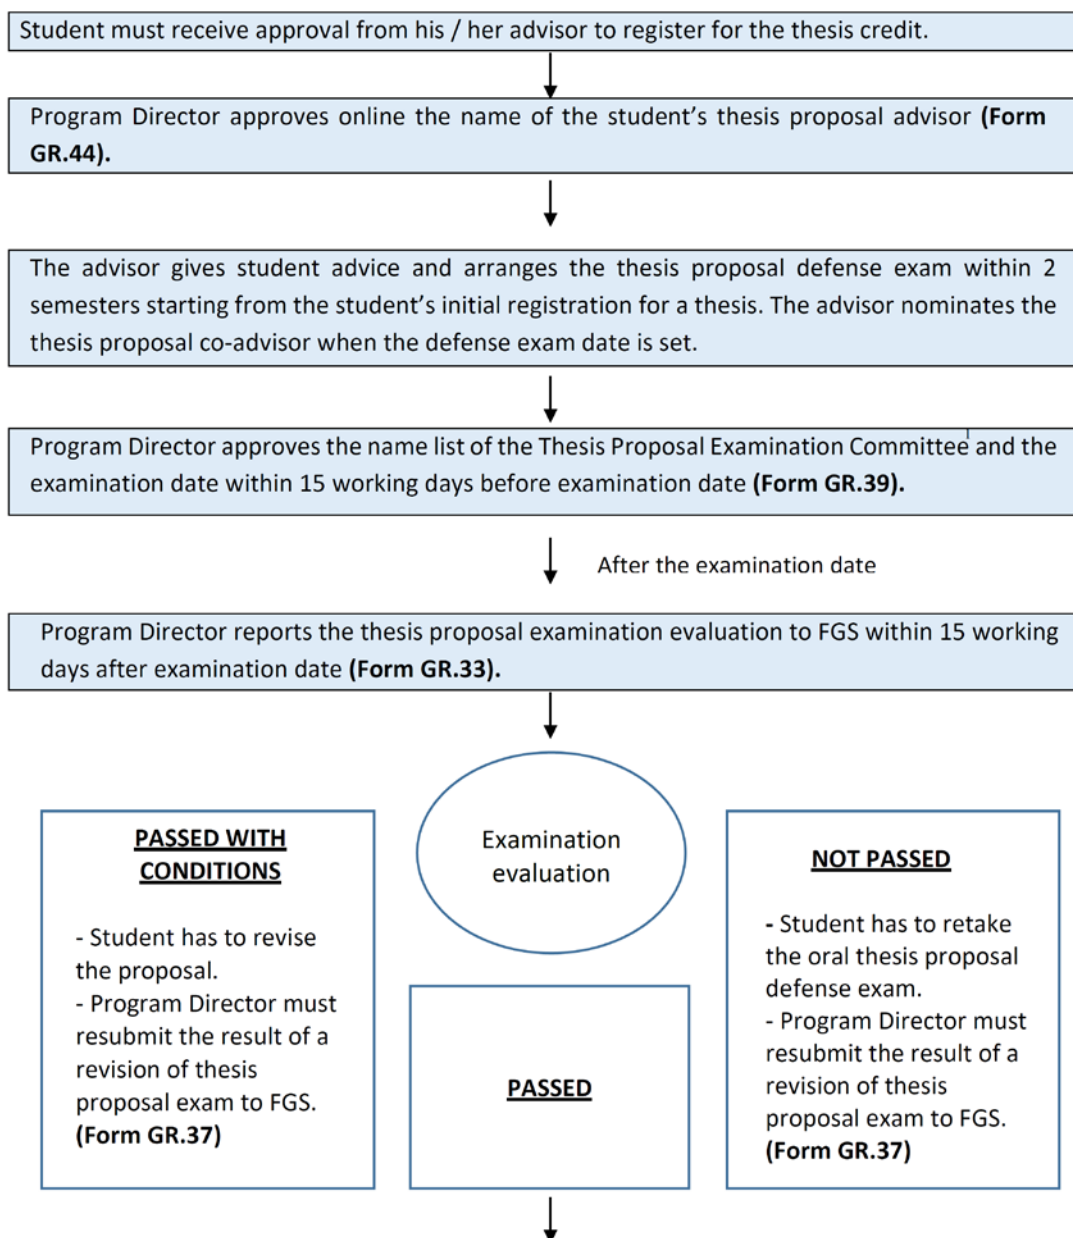 Student must receive approval from his / her advisor to register for the thesis credit.
Program Director approves online the name of the student’s thesis proposal advisor (Form
GR.44).
The advisor gives student advice and arranges the thesis proposal defense exam within 2
semesters starting from the student’s initial registration for a thesis. The advisor nominates the
thesis proposal co-advisor when the defense exam date is set.
Program Director approves the name list of the Thesis Proposal Examination Committee and the
examination date within 15 working days before examination date (Form GR.39).
After the examination date
Program Director reports the thesis proposal examination evaluation to FGS within 15 working
days after examination date (Form GR.33).
Examination
evaluation
PASSED WITH
CONDITIONS
- Student has to revise
the proposal.
- Program Director must
resubmit the result of a
revision of thesis
proposal exam to FGS.
(Form GR.37)
PASSED
NOT PASSED
- Student has to retake
the oral thesis proposal
defense exam.
- Program Director must
resubmit the result of a
revision of thesis
proposal exam to FGS.
(Form GR.37)